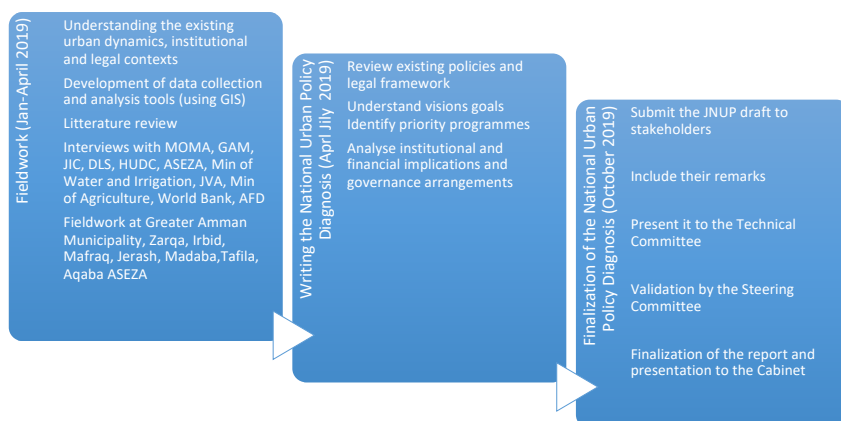 Fieldwork (Jan-April 2019)
Understanding the existing
urban dynamics, institutional
and legal contexts
Development of data collection
and analysis tools (using GIS)
Litterature review
Interviews with MOMA, GAM,
JIC, DLS, HUDC, ASEZA, Min of
Water and Irrigation, JVA, Min
of Agriculture, World Bank, AFD
Fieldwork at Greater Amman
Municipality, Zarqa, Irbid,
Mafraq, Jerash, Madaba,Tafila,
Aqaba ASEZA
Writing the National Urban Policy
Diagnosis (Aprl Jily 2019)
Review existing policies and
legal framework
Understand visions goals
Identify priority programmes
Analyse institutional and
financial implications and
governance arrangements
Finalization of the National Urban
Policy Diagnosis (October 2019)
Submit the JNUP draft to
stakeholders
Include their remarks
Present it to the Technical
Committee
Validation by the Steering
Committee
Finalization of the report and
presentation to the Cabinet